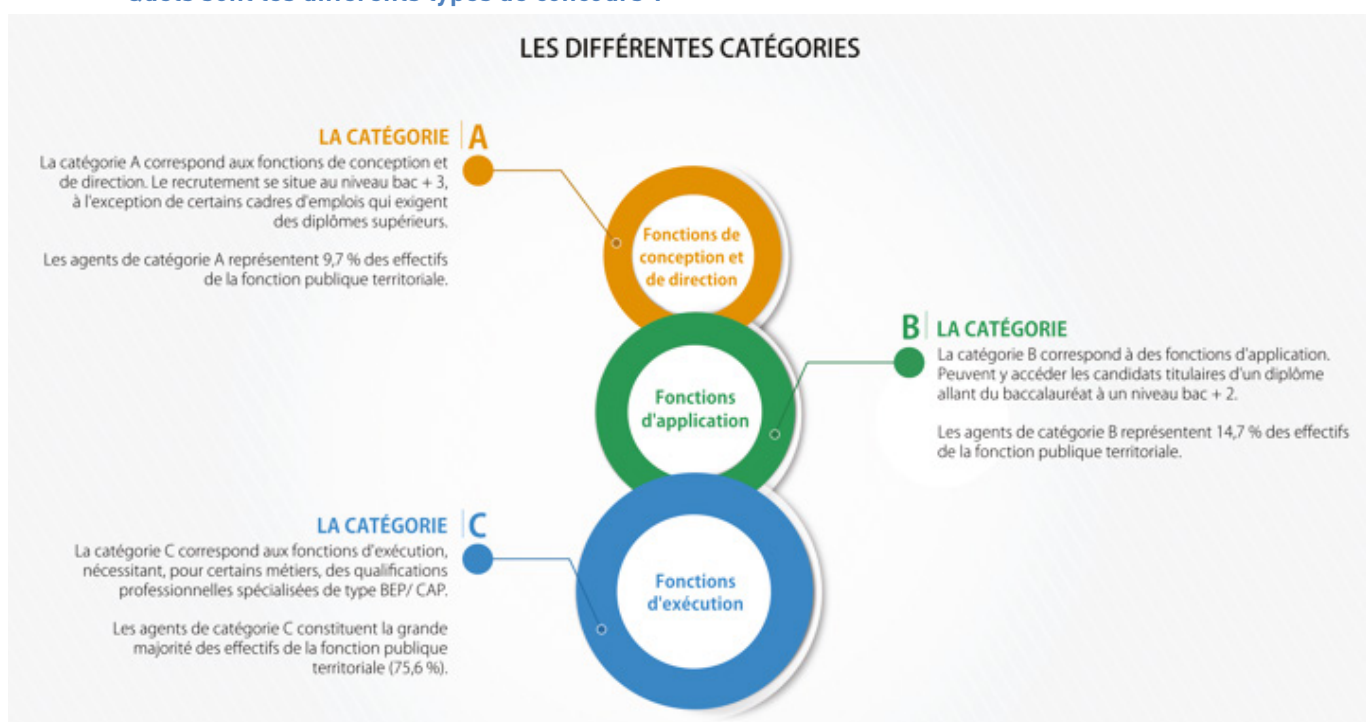 LES DIFFÉRENTES CATÉGORIES
LA CATÉGORIE A
La catégorie A correspond aux fonctions de conception et
de direction. Le recrutement se situe au niveau bac + 3,
à l'exception de certains cadres d'emplois qui exigent
des diplômes supérieurs.
Les agents de catégorie A représentent 9,7 % des effectifs
de la fonction publique territoriale.
Fonctions de
conception et
de direction
B LA CATÉGORIE
La catégorie B correspond à des fonctions d'application.
Peuvent y accéder les candidats titulaires d'un diplôme
allant du baccalauréat à un niveau bac + 2.
Les agents de catégorie B représentent 14,7 % des effectifs
de la fonction publique territoriale.
Fonctions
d'application
LA CATÉGORIE C
La catégorie C correspond aux fonctions d'exécution,
nécessitant, pour certains métiers, des qualifications
professionnelles spécialisées de type BEP/ CAP.
Les agents de catégorie C constituent la grande
majorité des effectifs de la fonction publique
territoriale (75,6 %).
Fonctions
d'exécution